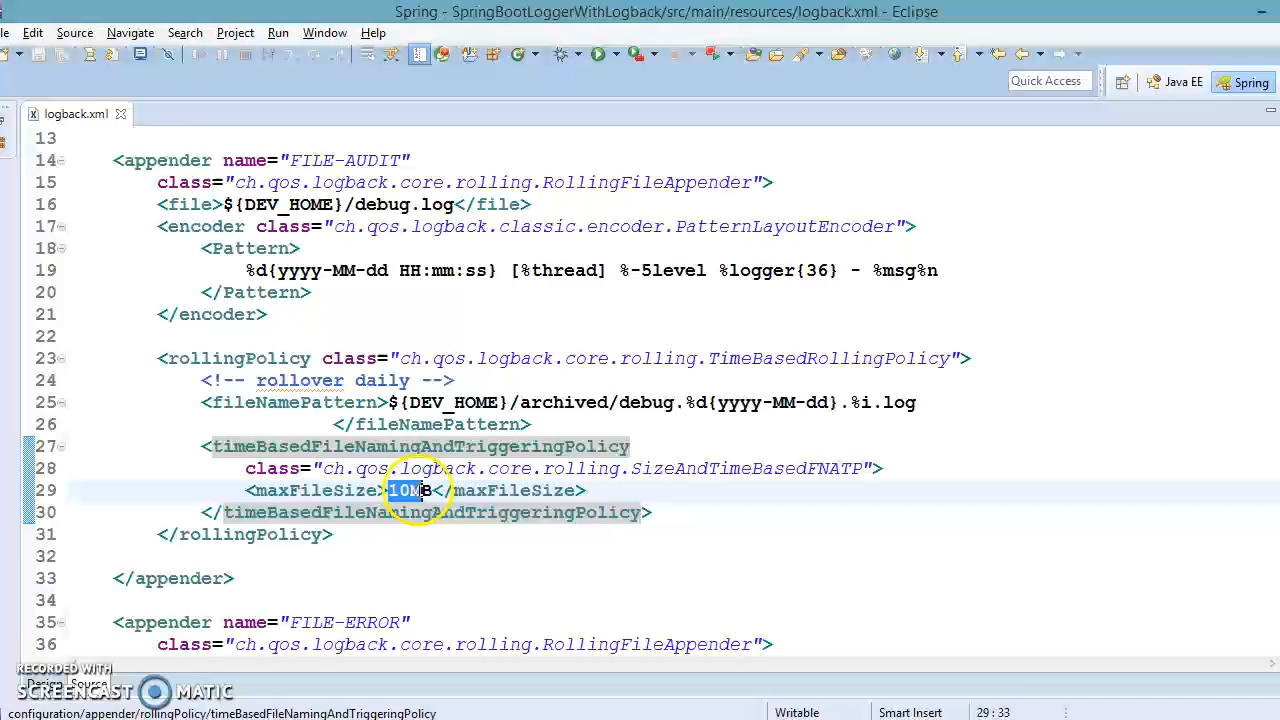 Spring - SpringBootLoggerWithLogback/src/main/resources/logback.xml - Eclipse
le Edit Source Navigate Search Project Run Window Help
Quick Access
Java EE
Spring
logback.xml
13
14 <appender name="FILE-AUDIT"
15 class="ch.qos.logback.core.rolling.RollingFileAppender">
16 <file>${DEV_HOME}/debug.log</file>
17 <encoder class="ch.qos.logback.classic.encoder.PatternLayoutEncoder">
18 <Pattern>
19 %d{yyyy-MM-dd HH:mm:ss} [%thread] %-5level %logger{36} - %msg%n
20 </Pattern>
21 </encoder>
22
23 <rollingPolicy class="ch.qos.logback.core.rolling.TimeBasedRollingPolicy">
24 <!-- rollover daily -->
25 <fileNamePattern>${DEV_HOME}/archived/debug.%d{yyyy-MM-dd}.%i.log
26 </fileNamePattern>
27 <timeBasedFileNamingAndTriggeringPolicy
28 class="ch.qos.logback.core.rolling.SizeAndTimeBasedFNATP">
29 <maxFileSize>10MB</maxFileSize>
30 </timeBasedFileNamingAndTriggeringPolicy>
31 </rollingPolicy>
32
33 </appender>
34
35 <appender name="FILE-ERROR"
36 class="ch.qos.logback.core.rolling.RollingFileAppender">
RECORDED WITH
SCREENCAST MATIC
Design Source
configuration/appender/rollingPolicy/timeBasedFileNamingAndTriggeringPolicy
Writable
Smart Insert
29 : 33